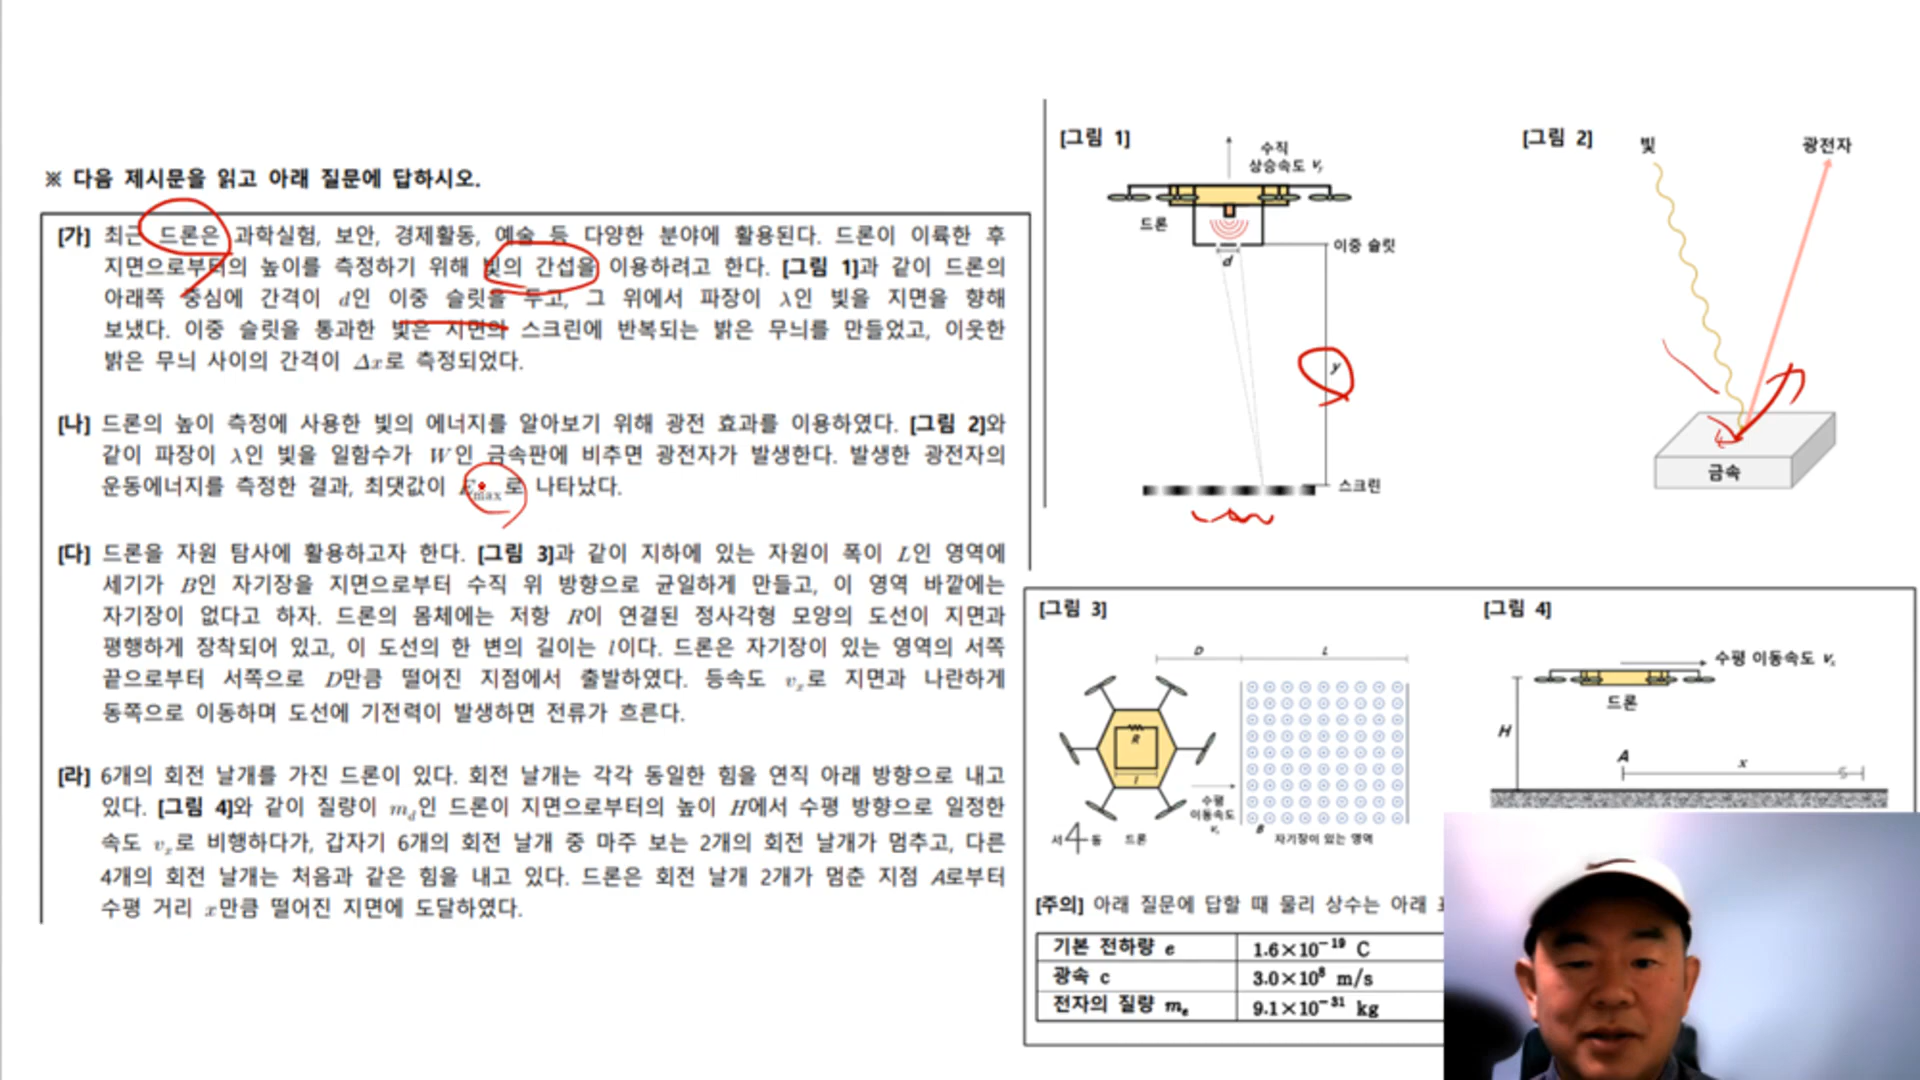 ※ 다음 제시문을 읽고 아래 질문에 답하시오.
[가] 최근 드론은 과학실험, 보안, 경제활동, 예술 등 다양한 분야에 활용된다. 드론이 이륙한 후
지면으로부터의 높이를 측정하기 위해 빛의 간섭을 이용하려고 한다. [그림 1]과 같이 드론의
아래쪽 중심에 간격이 d인 이중 슬릿을 두고, 그 위에서 파장이 λ인 빛을 지면을 향해
보냈다. 이중 슬릿을 통과한 빛은 지면의 스크린에 반복되는 밝은 무늬를 만들었고, 이웃한
밝은 무늬 사이의 간격이 Δx로 측정되었다.
[나] 드론의 높이 측정에 사용한 빛의 에너지를 알아보기 위해 광전 효과를 이용하였다. [그림 2]와
같이 파장이 λ인 빛을 일함수가 W인 금속판에 비추면 광전자가 발생한다. 발생한 광전자의
운동에너지를 측정한 결과, 최댓값이 E_max로 나타났다.
[다] 드론을 자원 탐사에 활용하고자 한다. [그림 3]과 같이 지하에 있는 자원이 폭이 L인 영역에
세기가 B인 자기장을 지면으로부터 수직 위 방향으로 균일하게 만들고, 이 영역 바깥에는
자기장이 없다고 하자. 드론의 몸체에는 저항 R이 연결된 정사각형 모양의 도선이 지면과
평행하게 장착되어 있고, 이 도선의 한 변의 길이는 l이다. 드론은 자기장이 있는 영역의 서쪽
끝으로부터 서쪽으로 D만큼 떨어진 지점에서 출발하였다. 등속도 v_x로 지면과 나란하게
동쪽으로 이동하며 도선에 기전력이 발생하면 전류가 흐른다.
[라] 6개의 회전 날개를 가진 드론이 있다. 회전 날개는 각각 동일한 힘을 연직 아래 방향으로 내고
있다. [그림 4]와 같이 질량이 m_d인 드론이 지면으로부터의 높이 H에서 수평 방향으로 일정한
속도 v_x로 비행하다가, 갑자기 6개의 회전 날개 중 마주 보는 2개의 회전 날개가 멈추고, 다른
4개의 회전 날개는 처음과 같은 힘을 내고 있다. 드론은 회전 날개 2개가 멈춘 지점 A로부터
수평 거리 x만큼 떨어진 지면에 도달하였다.
[그림 1]
수직
상승속도 v_y
드론
이중 슬릿
d
y
스크린
[그림 2]
빛
광전자
금속
[그림 3]
D
L
R
l
수평
이동속도
v_x
B
서 동
드론
자기장이 있는 영역
[그림 4]
수평 이동속도 v_x
드론
H
A
x
[주의] 아래 질문에 답할 때 물리 상수는 아래
기본 전하량 e 1.6×10⁻¹⁹ C
광속 c 3.0×10⁸ m/s
전자의 질량 m_e 9.1×10⁻³¹ kg